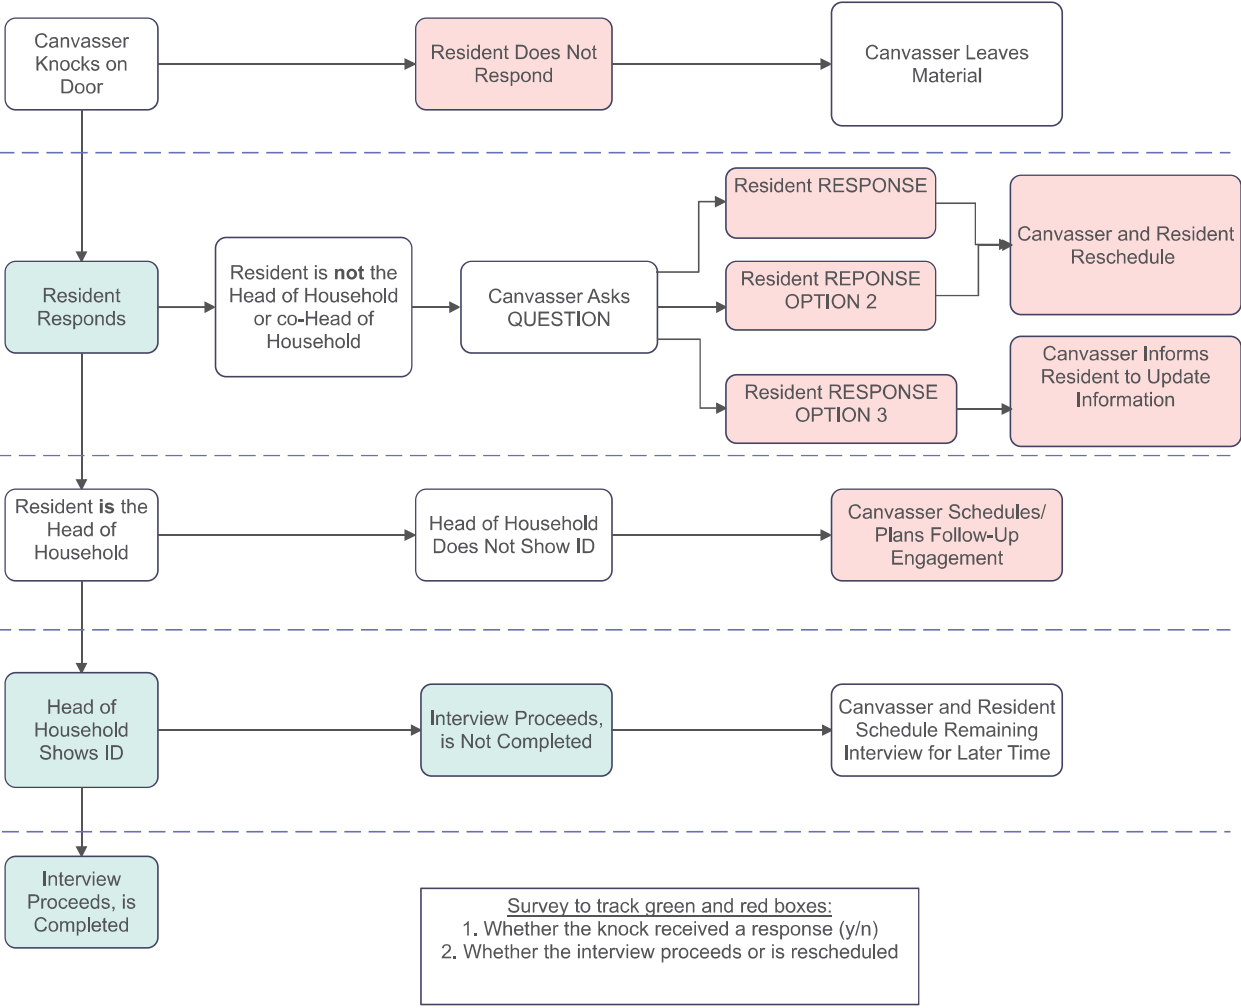 Canvasser
Knocks on
Door
Resident Does Not
Respond
Canvasser Leaves
Material
Resident
Responds
Resident is not the
Head of Household
or co-Head of
Household
Canvasser Asks
QUESTION
Resident RESPONSE
Resident REPONSE
OPTION 2
Resident RESPONSE
OPTION 3
Canvasser and Resident
Reschedule
Canvasser Informs
Resident to Update
Information
Resident is the
Head of
Household
Head of Household
Does Not Show ID
Canvasser Schedules/
Plans Follow-Up
Engagement
Head of
Household
Shows ID
Interview Proceeds,
is Not Completed
Canvasser and Resident
Schedule Remaining
Interview for Later Time
Interview
Proceeds, is
Completed
Survey to track green and red boxes:
1. Whether the knock received a response (y/n)
2. Whether the interview proceeds or is rescheduled